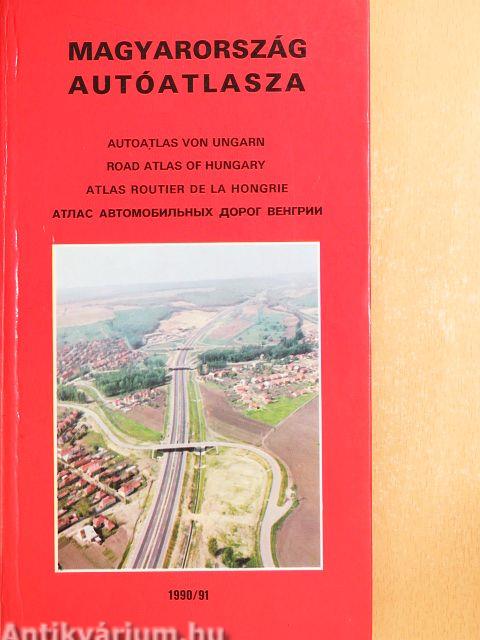 MAGYARORSZÁG
AUTÓATLASZA
AUTOATLAS VON UNGARN
ROAD ATLAS OF HUNGARY
ATLAS ROUTIER DE LA HONGRIE
АТЛАС АВТОМОБИЛЬНЫХ ДОРОГ ВЕНГРИИ
1990/91
Antikvárium.hu